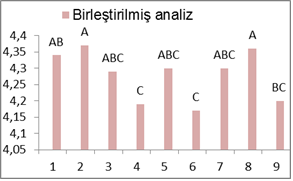 Birleştirilmiş analiz
4,4
4,35
4,3
4,25
4,2
4,15
4,1
4,05
AB
A
ABC
C
ABC
C
ABC
A
BC
1 2 3 4 5 6 7 8 9